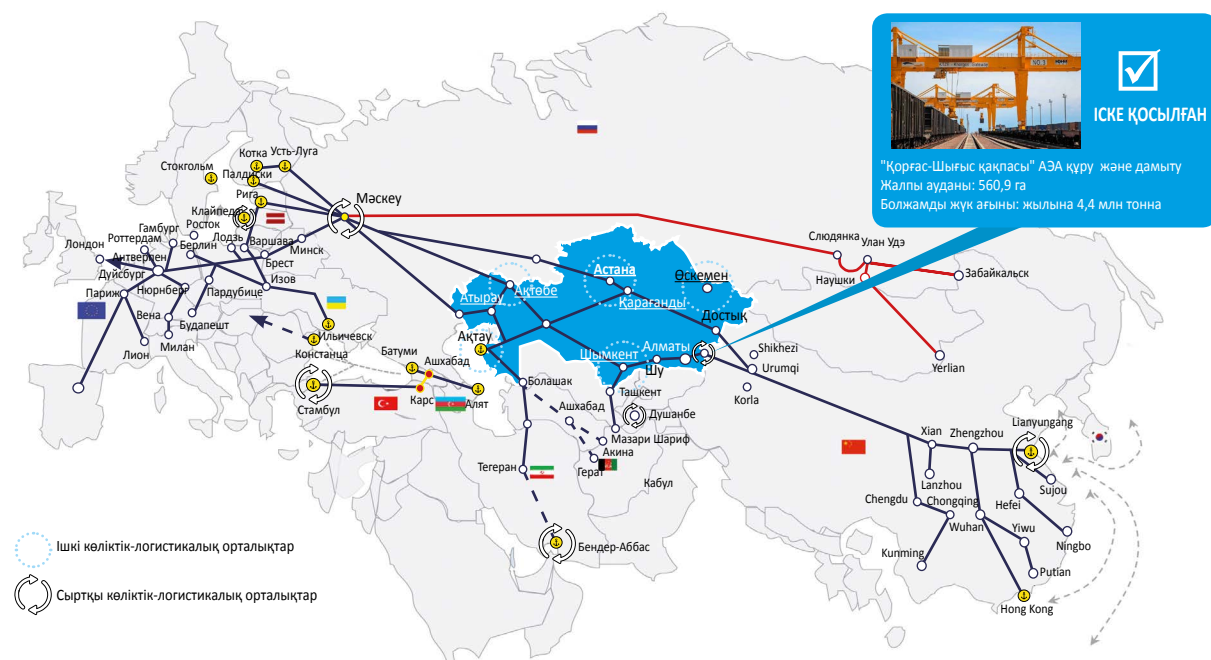 ІСКЕ ҚОСЫЛҒАН
"Қорғас-Шығыс қақпасы" АЭА құру және дамыту
Жалпы ауданы: 560,9 га
Болжамды жүк ағыны: жылына 4,4 млн тонна
Котка
Усть-Луга
Стокгольм
Палдиски
Рига
Мәскеу
Клайпеда
Гамбург
Росток
Лондон
Роттердам
Берлин
Лодзь
Варшава
Минск
Антверпен
Брест
Дуйсбург
Изов
Париж
Нюрнберг
Пардубице
Вена
Будапешт
Ильичевск
Лион
Милан
Констанца
Батуми
Ашхабад
Стамбул
Карс
Алят
Атырау
Ақтөбе
Астана
Өскемен
Қарағанды
Ақтау
Достық
Шымкент
Алматы
Шу
Болашак
Ташкент
Ашхабад
Душанбе
Мазари Шариф
Акина
Тегеран
Герат
Кабул
Бендер-Аббас
Слюдянка
Улан Удэ
Наушки
Забайкальск
Yerlian
Shikhezi
Urumqi
Korla
Xian
Zhengzhou
Lianyungang
Lanzhou
Sujou
Chengdu
Chongqing
Hefei
Wuhan
Yiwu
Ningbo
Kunming
Putian
Hong Kong
Ішкі көліктік-логистикалық орталықтар
Сыртқы көліктік-логистикалық орталықтар